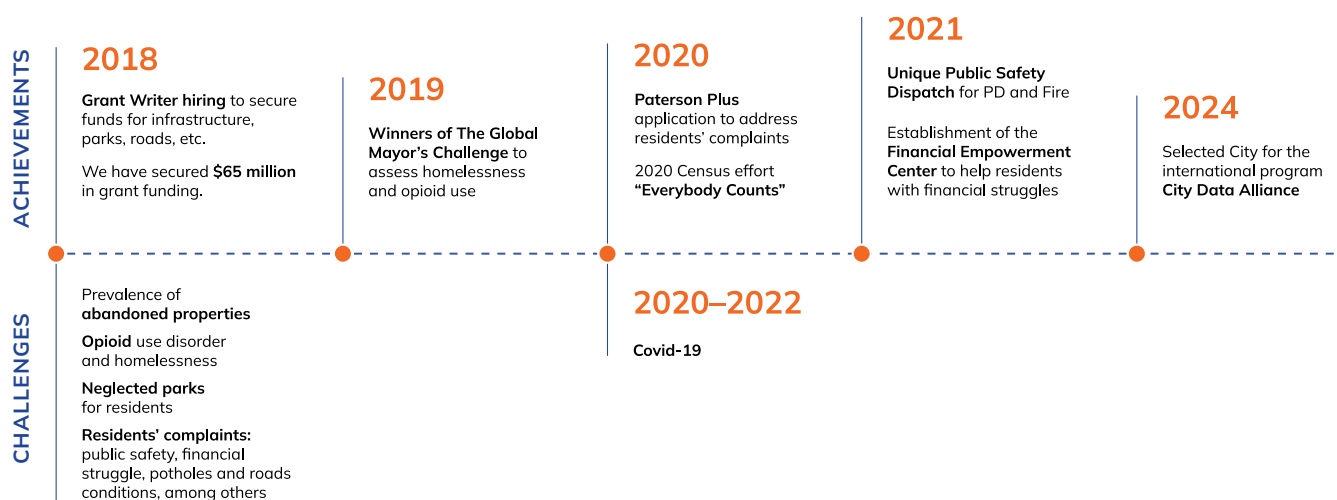 ACHIEVEMENTS
2018
Grant Writer hiring to secure
funds for infrastructure,
parks, roads, etc.
We have secured $65 million
in grant funding.
2019
Winners of The Global
Mayor’s Challenge to
assess homelessness
and opioid use
2020
Paterson Plus
application to address
residents’ complaints
2020 Census effort
“Everybody Counts”
2021
Unique Public Safety
Dispatch for PD and Fire
Establishment of the
Financial Empowerment
Center to help residents
with financial struggles
2024
Selected City for the
international program
City Data Alliance
CHALLENGES
Prevalence of
abandoned properties
Opioid use disorder
and homelessness
Neglected parks
for residents
Residents’ complaints:
public safety, financial
struggle, potholes and roads
conditions, among others
2020–2022
Covid-19